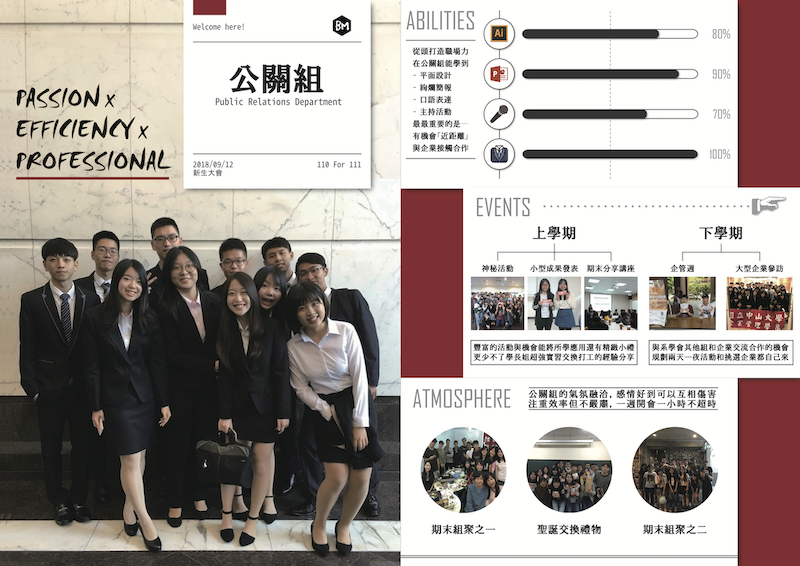 Welcome here!
BM
公關組
Public Relations Department
2018/09/12
新生大會
110 For 111
PASSION x
EFFICIENCY x
PROFESSIONAL
ABILITIES
從頭打造職場力
在公關組能學到
- 平面設計
- 絢爛簡報
- 口語表達
- 主持活動
最最重要的是—
有機會「近距離」
與企業接觸合作
Ai
80%
90%
70%
100%
EVENTS
上學期
下學期
神秘活動
小型成果發表
期末分享講座
企管週
大型企業參訪
國立中山大學
豐富的活動與機會能將所學應用還有精緻小禮
更少不了學長姐超強實習交換打工的經驗分享
與系學會其他組和企業交流合作的機會
規劃兩天一夜活動和挑選企業都自己來
ATMOSPHERE
公關組的氣氛融洽，感情好到可以互相傷害
注重效率但不嚴肅，一週開會一小時不超時
期末組聚之一
聖誕交換禮物
期末組聚之二